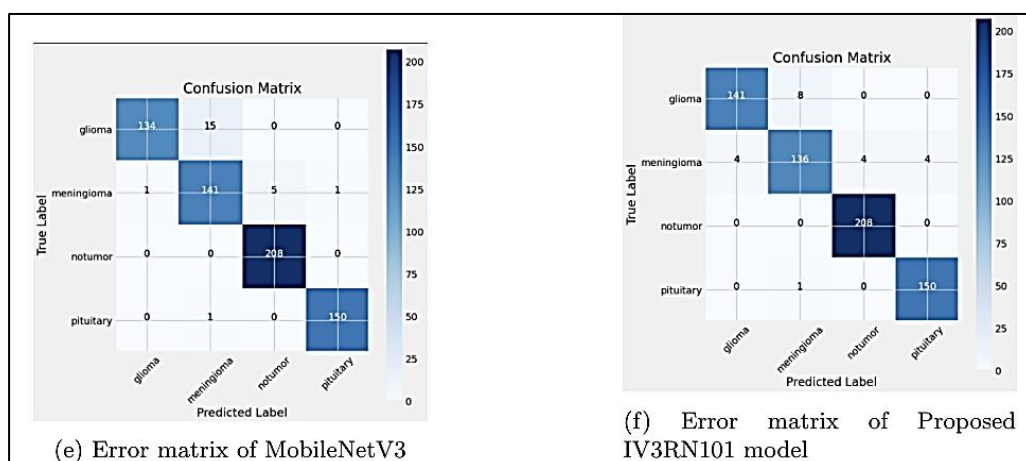 Confusion Matrix
True Label
glioma
meningioma
notumor
pituitary
134 15 0 0
1 141 5 1
0 0 208 0
0 1 0 150
glioma meningioma notumor pituitary
Predicted Label
200
175
150
125
100
75
50
25
0
(e) Error matrix of MobileNetV3
Confusion Matrix
True Label
glioma
meningioma
notumor
pituitary
141 8 0 0
4 136 4 4
0 0 208 0
0 1 0 150
glioma meningioma notumor pituitary
Predicted Label
200
175
150
125
100
75
50
25
0
(f) Error matrix of Proposed
IV3RN101 model